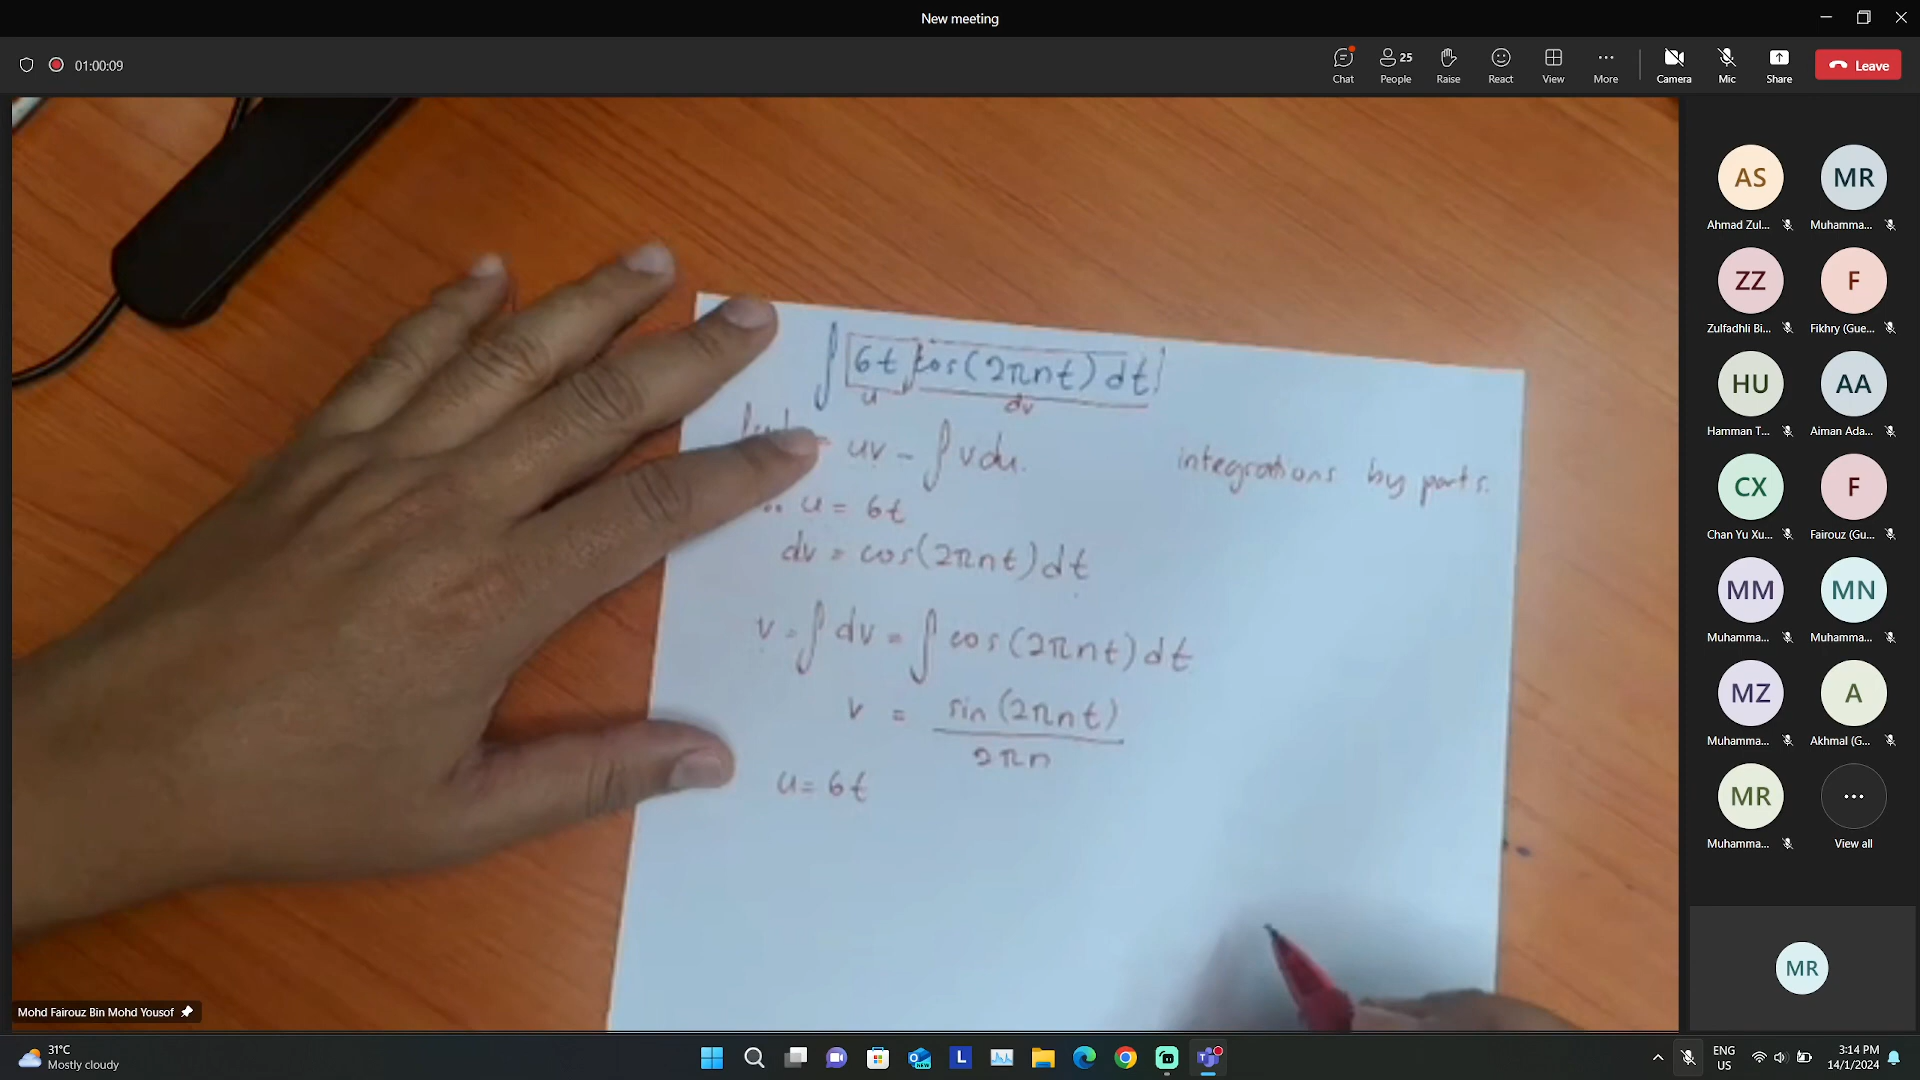 New meeting
01:00:09
Chat
25
People
Raise
React
View
More
Camera
Mic
Share
Leave
∫ 6t cos(2πnt) dt
u
dv
= uv - ∫ v du.
integrations by parts.
u = 6t
dv = cos(2πnt) dt
v = ∫ dv = ∫ cos(2πnt) dt
v = sin(2πnt)
2πn
u = 6t
AS
MR
Ahmad Zul...
Muhamma...
ZZ
F
Zulfadhli Bi...
Fikhry (Gue...
HU
AA
Hamman T...
Aiman Ada...
CX
F
Chan Yu Xu...
Fairouz (Gu...
MM
MN
Muhamma...
Muhamma...
MZ
A
Muhamma...
Akhmal (G...
MR
...
Muhamma...
View all
MR
Mohd Fairouz Bin Mohd Yousof
31°C
Mostly cloudy
NEW
L
ENG
US
3:14 PM
14/1/2024